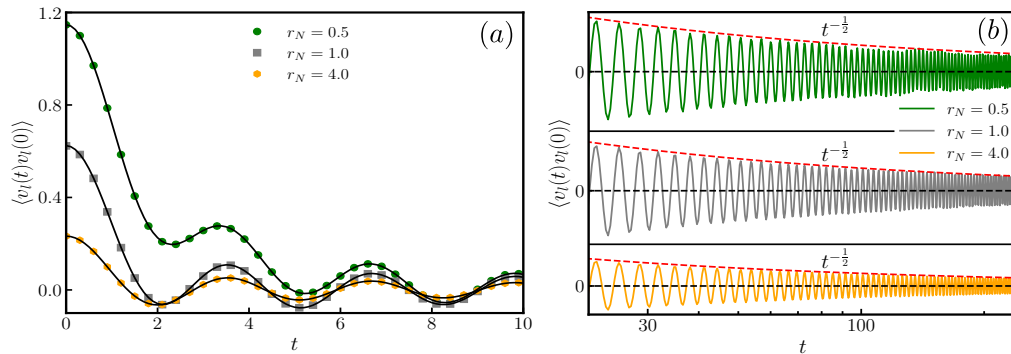 (a)
r_N = 0.5
r_N = 1.0
r_N = 4.0
⟨v_l(t)v_l(0)⟩
1.2
0.8
0.4
0.0
0 2 4 6 8 10
t
(b)
t^{-1/2}
0
r_N = 0.5
r_N = 1.0
r_N = 4.0
t^{-1/2}
0
t^{-1/2}
0
⟨v_l(t)v_l(0)⟩
30 100
t